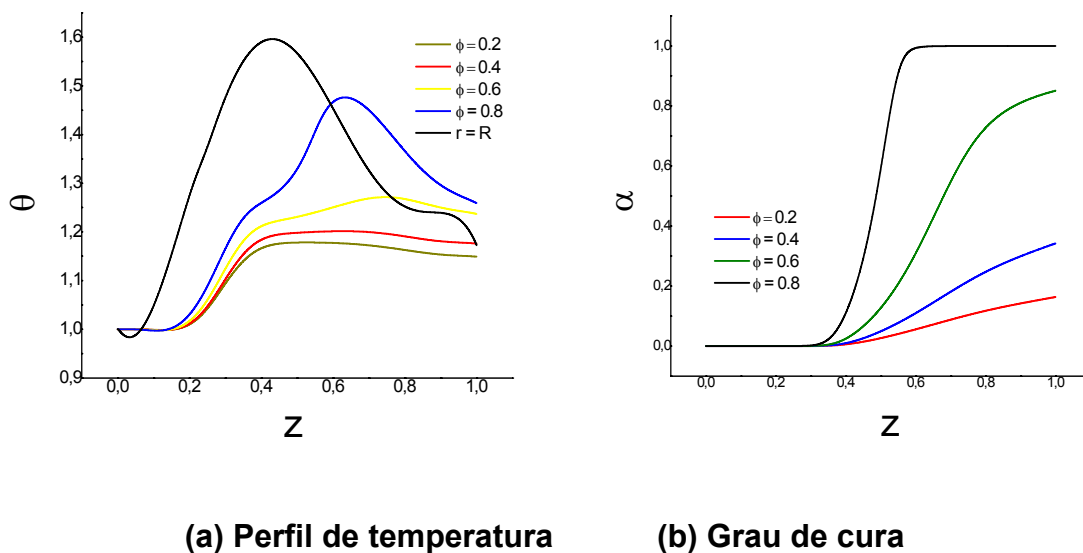 1,6
1,5
1,4
1,3
1,2
1,1
1,0
0,9
θ
ϕ = 0.2
ϕ = 0.4
ϕ = 0.6
ϕ = 0.8
r = R
0,0 0,2 0,4 0,6 0,8 1,0
z
1,0
0,8
0,6
0,4
0,2
0,0
α
ϕ = 0.2
ϕ = 0.4
ϕ = 0.6
ϕ = 0.8
0,0 0,2 0,4 0,6 0,8 1,0
z
(a) Perfil de temperatura (b) Grau de cura